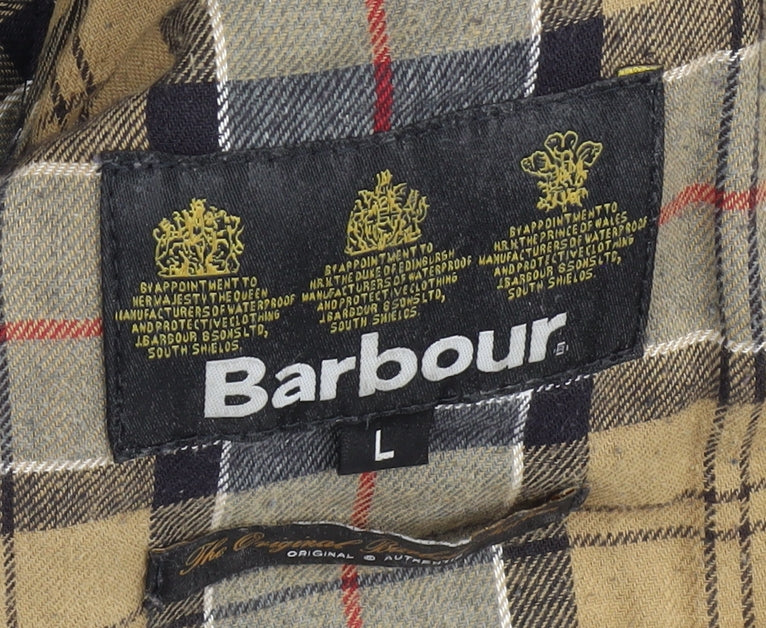 BY APPOINTMENT TO
HER MAJESTY THE QUEEN
MANUFACTURERS OF WATERPROOF
AND PROTECTIVE CLOTHING
J.BARBOUR & SONS LTD,
SOUTH SHIELDS.
BY APPOINTMENT TO
H.R.H. THE DUKE OF EDINBURGH
MANUFACTURERS OF WATERPROOF
AND PROTECTIVE CLOTHING
J.BARBOUR & SONS LTD,
SOUTH SHIELDS.
BY APPOINTMENT TO
H.R.H. THE PRINCE OF WALES
MANUFACTURERS OF WATERPROOF
AND PROTECTIVE CLOTHING
J.BARBOUR & SONS LTD,
SOUTH SHIELDS.
Barbour
L
The Original
ORIGINAL &